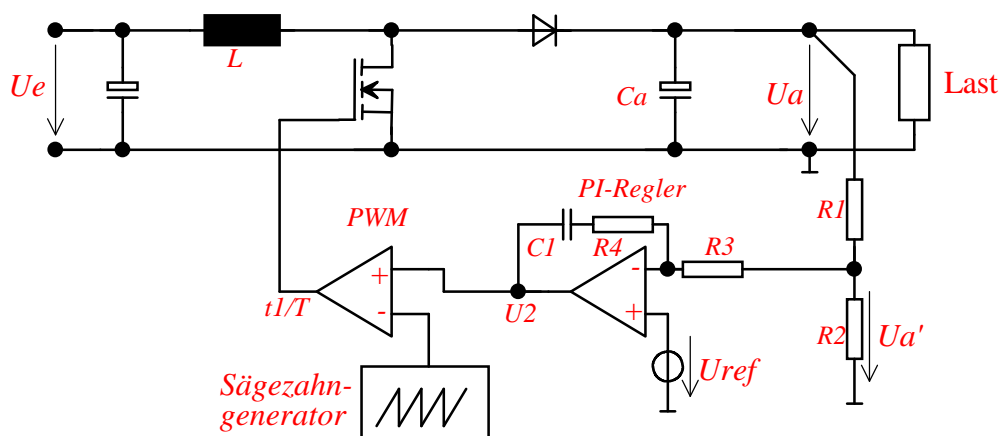 L
Ue
Ca
Ua
Last
PI-Regler
R1
PWM
C1
R4
R3
+
-
-
+
t1/T
U2
R2
Ua'
Uref
Sägezahn-
generator